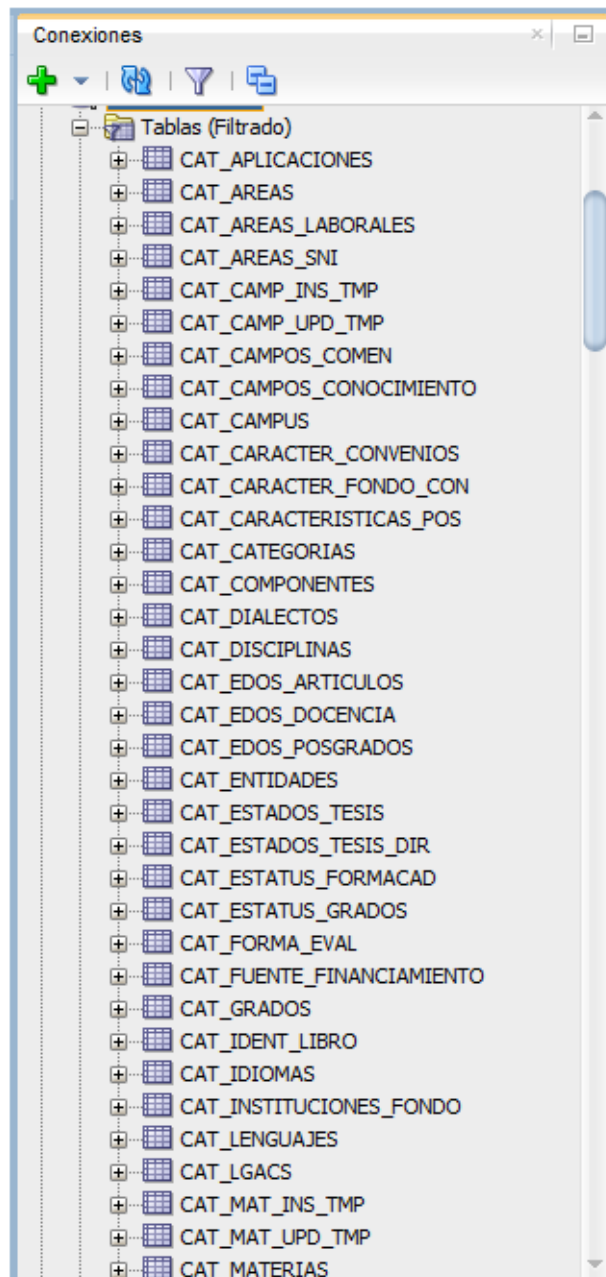 Conexiones
Tablas (Filtrado)
CAT_APLICACIONES
CAT_AREAS
CAT_AREAS_LABORALES
CAT_AREAS_SNI
CAT_CAMP_INS_TMP
CAT_CAMP_UPD_TMP
CAT_CAMPOS_COMEN
CAT_CAMPOS_CONOCIMIENTO
CAT_CAMPUS
CAT_CARACTER_CONVENIOS
CAT_CARACTER_FONDO_CON
CAT_CARACTERISTICAS_POS
CAT_CATEGORIAS
CAT_COMPONENTES
CAT_DIALECTOS
CAT_DISCIPLINAS
CAT_EDOS_ARTICULOS
CAT_EDOS_DOCENCIA
CAT_EDOS_POSGRADOS
CAT_ENTIDADES
CAT_ESTADOS_TESIS
CAT_ESTADOS_TESIS_DIR
CAT_ESTATUS_FORMACAD
CAT_ESTATUS_GRADOS
CAT_FORMA_EVAL
CAT_FUENTE_FINANCIAMIENTO
CAT_GRADOS
CAT_IDENT_LIBRO
CAT_IDIOMAS
CAT_INSTITUCIONES_FONDO
CAT_LENGUAJES
CAT_LGACS
CAT_MAT_INS_TMP
CAT_MAT_UPD_TMP
CAT_MATERIAS